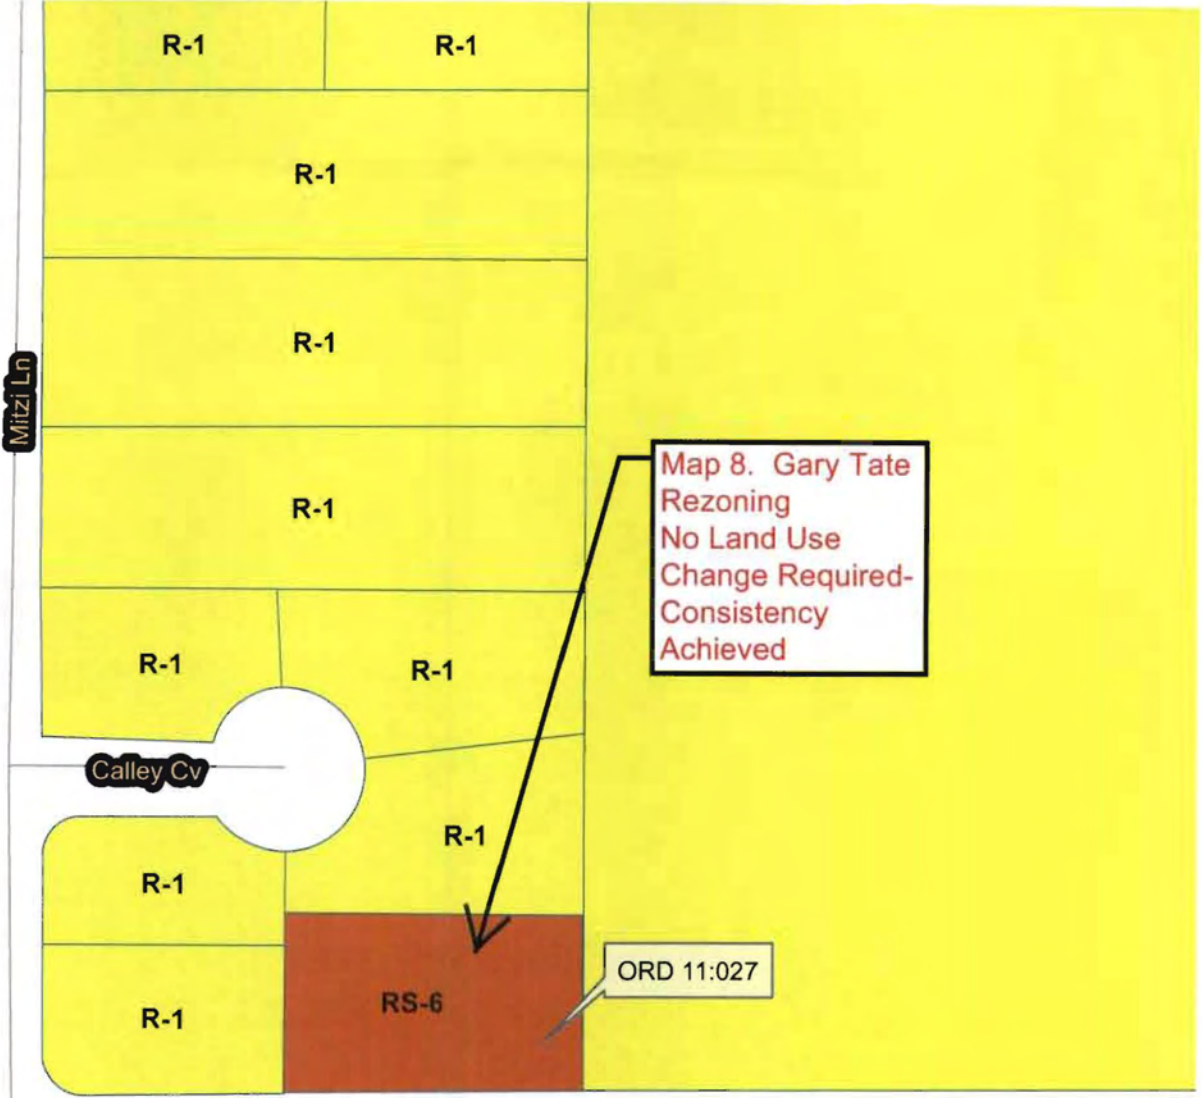 R-1
R-1
R-1
R-1
Mitzi Ln
R-1
Map 8. Gary Tate
Rezoning
No Land Use
Change Required-
Consistency
Achieved
R-1
R-1
Calley Cv
R-1
R-1
ORD 11:027
RS-6
R-1